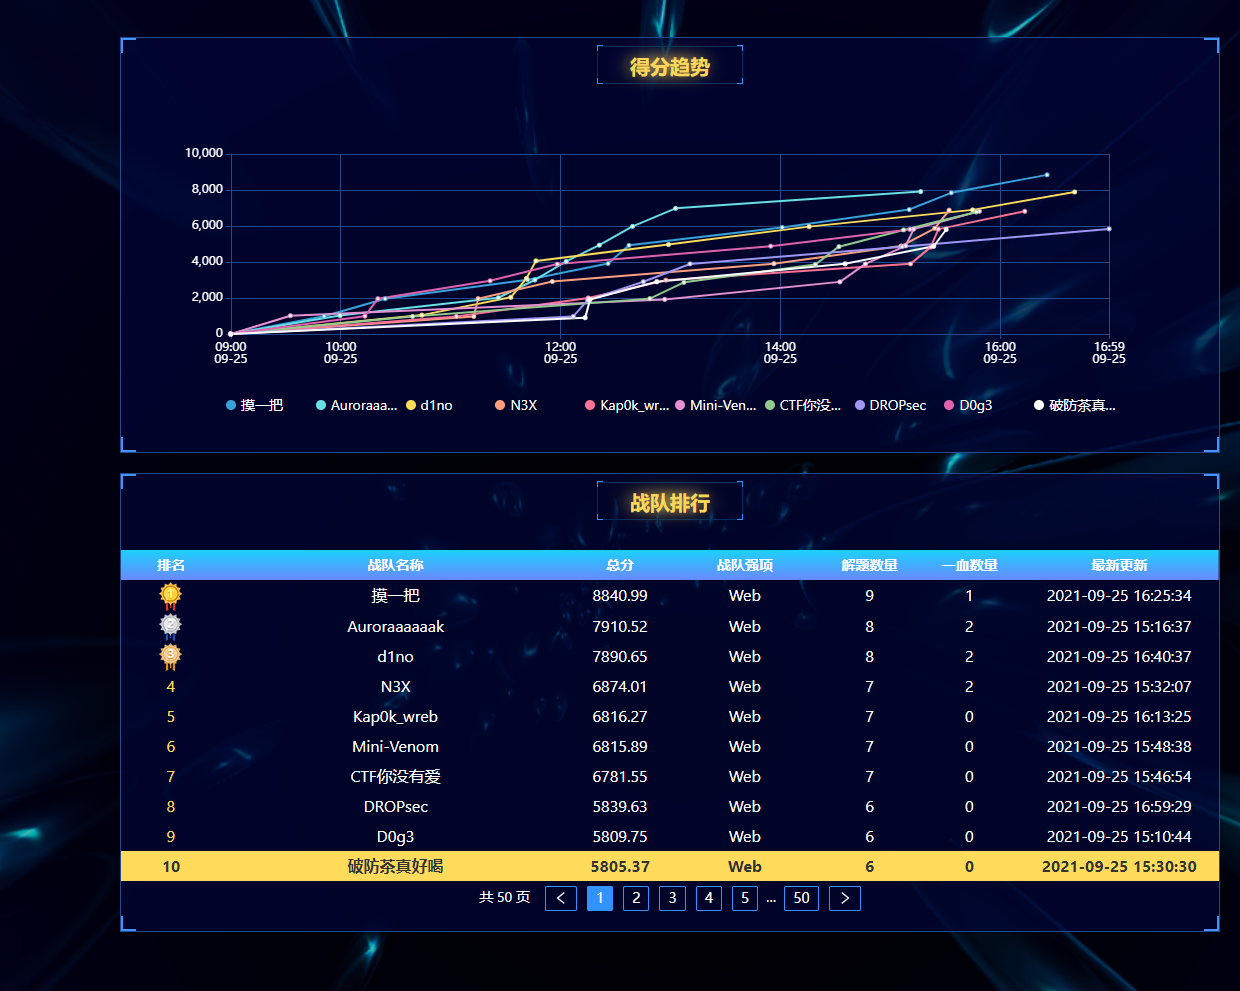 得分趋势
10,000
8,000
6,000
4,000
2,000
0
09:00 10:00 12:00 14:00 16:00 16:59
09-25 09-25 09-25 09-25 09-25 09-25
摸一把 Auroraaa... d1no N3X Kap0k_wr... Mini-Ven... CTF你没... DROPsec D0g3 破防茶真...
战队排行
排名 战队名称 总分 战队强项 解题数量 一血数量 最新更新
1 摸一把 8840.99 Web 9 1 2021-09-25 16:25:34
2 Auroraaaaaak 7910.52 Web 8 2 2021-09-25 15:16:37
3 d1no 7890.65 Web 8 2 2021-09-25 16:40:37
4 N3X 6874.01 Web 7 2 2021-09-25 15:32:07
5 Kap0k_wreb 6816.27 Web 7 0 2021-09-25 16:13:25
6 Mini-Venom 6815.89 Web 7 0 2021-09-25 15:48:38
7 CTF你没有爱 6781.55 Web 7 0 2021-09-25 15:46:54
8 DROPsec 5839.63 Web 6 0 2021-09-25 16:59:29
9 D0g3 5809.75 Web 6 0 2021-09-25 15:10:44
10 破防茶真好喝 5805.37 Web 6 0 2021-09-25 15:30:30
共 50 页 < 1 2 3 4 5 ... 50 >